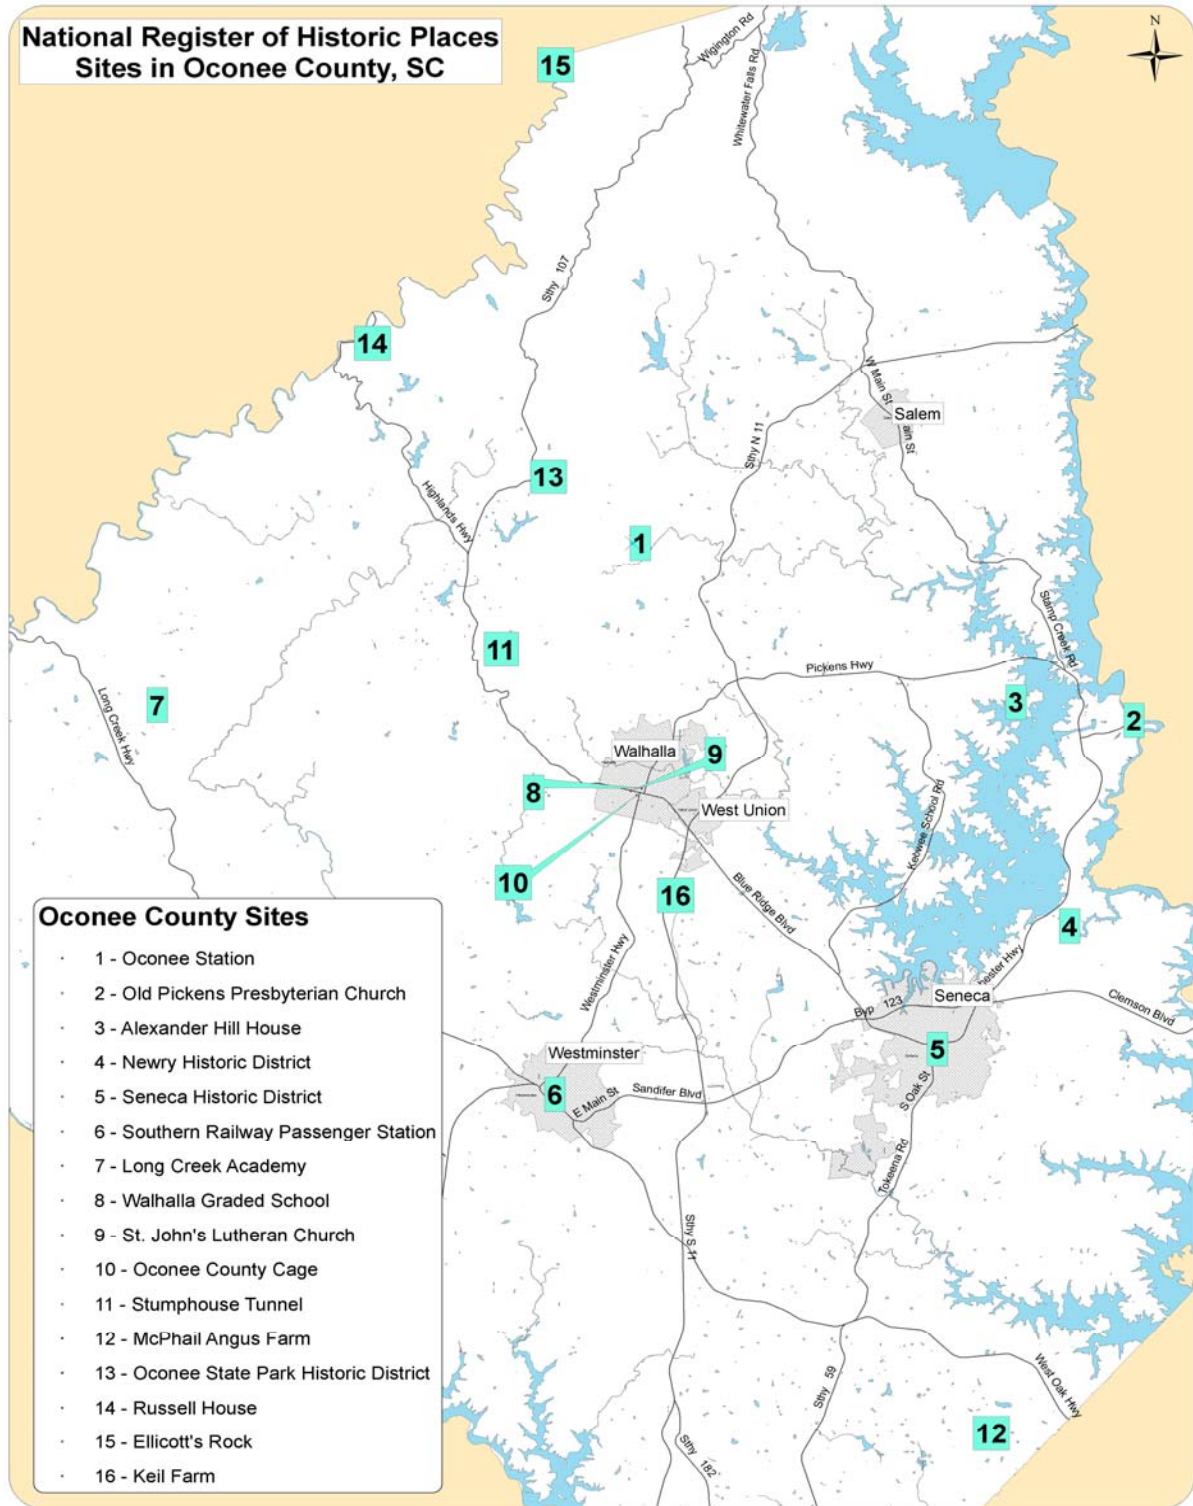 National Register of Historic Places
Sites in Oconee County, SC
N
15
Wigington Rd
Whitewater Falls Rd
Sthy 107
14
W Main St
Salem
ain St
Sthy N 11
13
Highlands Hwy
1
Stamp Creek Rd
11
Pickens Hwy
7
Long Creek Hwy
3
2
Walhalla
9
8
West Union
Keowee School Rd
10
16
Blue Ridge Blvd
4
Westminster Hwy
hester Hwy
Seneca
Clemson Blvd
Byp 123
5
Westminster
6
E Main St
Sandifer Blvd
S Oak St
Tokeena Rd
Sthy S 11
Sthy 59
West Oak Hwy
12
Sthy 182
Oconee County Sites
1 - Oconee Station
2 - Old Pickens Presbyterian Church
3 - Alexander Hill House
4 - Newry Historic District
5 - Seneca Historic District
6 - Southern Railway Passenger Station
7 - Long Creek Academy
8 - Walhalla Graded School
9 - St. John's Lutheran Church
10 - Oconee County Cage
11 - Stumphouse Tunnel
12 - McPhail Angus Farm
13 - Oconee State Park Historic District
14 - Russell House
15 - Ellicott's Rock
16 - Keil Farm